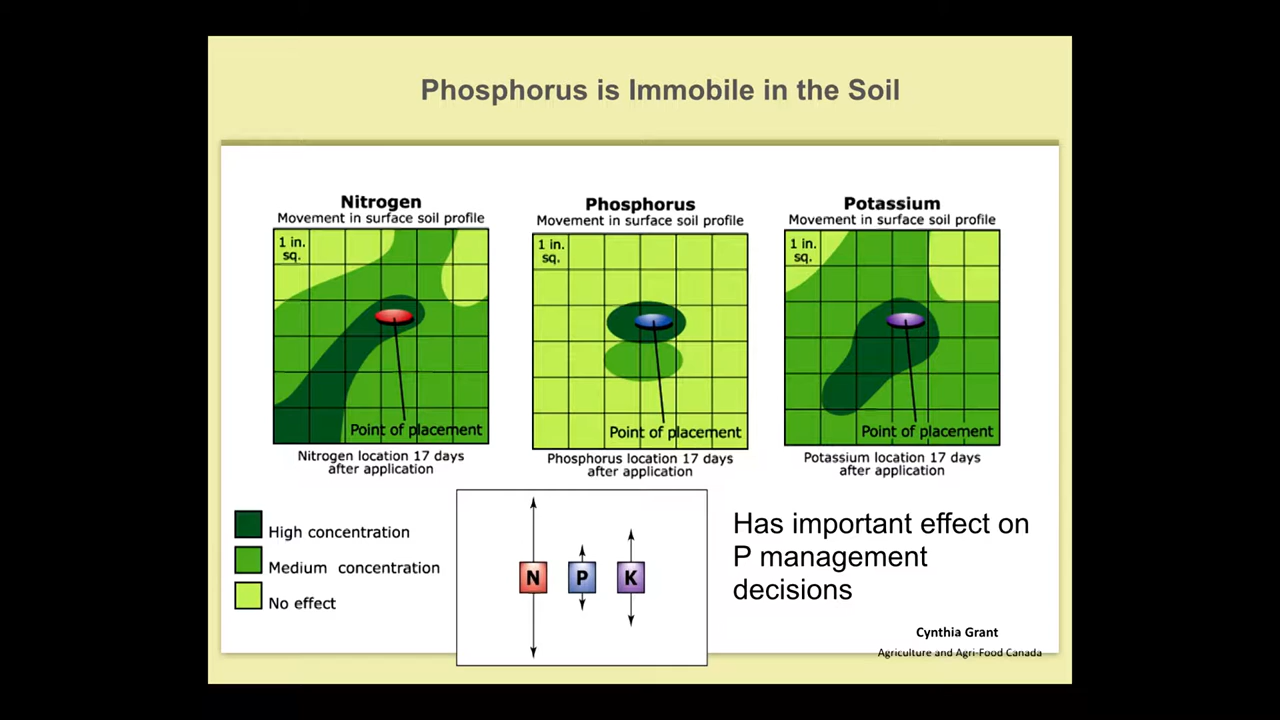 Phosphorus is Immobile in the Soil
Nitrogen
Movement in surface soil profile
1 in.
sq.
Point of placement
Nitrogen location 17 days
after application
Phosphorus
Movement in surface soil profile
1 in.
sq.
Point of placement
Phosphorus location 17 days
after application
Potassium
Movement in surface soil profile
1 in.
sq.
Point of placement
Potassium location 17 days
after application
High concentration
Medium concentration
No effect
N P K
Has important effect on
P management
decisions
Cynthia Grant
Agriculture and Agri-Food Canada